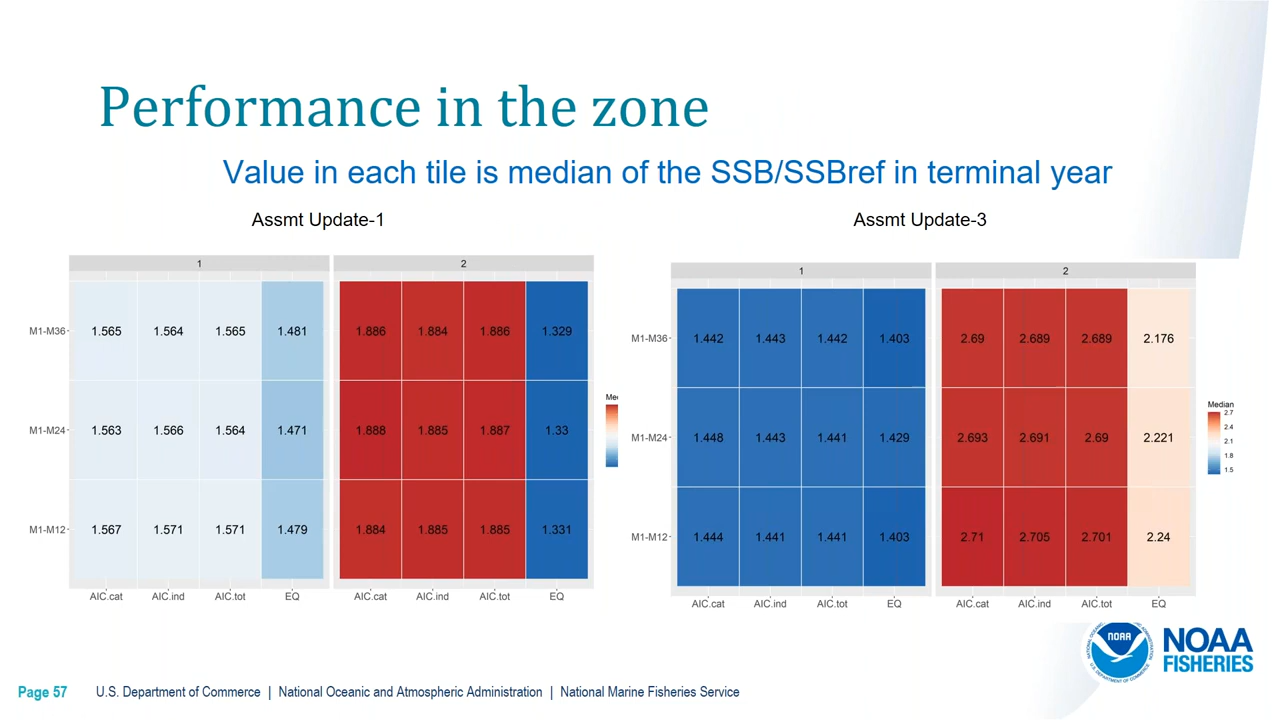 Performance in the zone
Value in each tile is median of the SSB/SSBref in terminal year
Assmt Update-1
1
2
M1-M36
1.565 1.564 1.565 1.481 1.886 1.884 1.886 1.329
M1-M24
1.563 1.566 1.564 1.471 1.888 1.885 1.887 1.33
M1-M12
1.567 1.571 1.571 1.479 1.884 1.885 1.885 1.331
AIC.cat AIC.ind AIC.tot EQ AIC.cat AIC.ind AIC.tot EQ
Assmt Update-3
1
2
M1-M36
1.442 1.443 1.442 1.403 2.69 2.689 2.689 2.176
M1-M24
1.448 1.443 1.441 1.429 2.693 2.691 2.69 2.221
M1-M12
1.444 1.441 1.441 1.403 2.71 2.705 2.701 2.24
AIC.cat AIC.ind AIC.tot EQ AIC.cat AIC.ind AIC.tot EQ
Median
2.7
2.4
2.1
1.8
1.5
NOAA
NOAA
FISHERIES
Page 57
U.S. Department of Commerce | National Oceanic and Atmospheric Administration | National Marine Fisheries Service